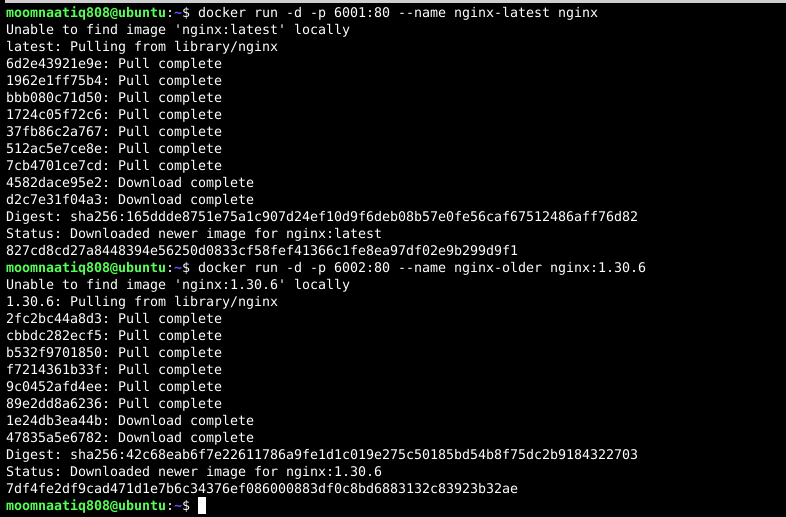 moomnaatiq808@ubuntu:~$ docker run -d -p 6001:80 --name nginx-latest nginx
Unable to find image 'nginx:latest' locally
latest: Pulling from library/nginx
6d2e43921e9e: Pull complete
1962e1ff75b4: Pull complete
bbb080c71d50: Pull complete
1724c05f72c6: Pull complete
37fb86c2a767: Pull complete
512ac5e7ce8e: Pull complete
7cb4701ce7cd: Pull complete
4582dace95e2: Download complete
d2c7e31f04a3: Download complete
Digest: sha256:165ddde8751e75a1c907d24ef10d9f6deb08b57e0fe56caf67512486aff76d82
Status: Downloaded newer image for nginx:latest
827cd8cd27a8448394e56250d0833cf58fef41366c1fe8ea97df02e9b299d9f1
moomnaatiq808@ubuntu:~$ docker run -d -p 6002:80 --name nginx-older nginx:1.30.6
Unable to find image 'nginx:1.30.6' locally
1.30.6: Pulling from library/nginx
2fc2bc44a8d3: Pull complete
cbbdc282ecf5: Pull complete
b532f9701850: Pull complete
f7214361b33f: Pull complete
9c0452afd4ee: Pull complete
89e2dd8a6236: Pull complete
1e24db3ea44b: Download complete
47835a5e6782: Download complete
Digest: sha256:42c68eab6f7e22611786a9fe1d1c019e275c50185bd54b8f75dc2b9184322703
Status: Downloaded newer image for nginx:1.30.6
7df4fe2df9cad471d1e7b6c34376ef086000883df0c8bd6883132c83923b32ae
moomnaatiq808@ubuntu:~$